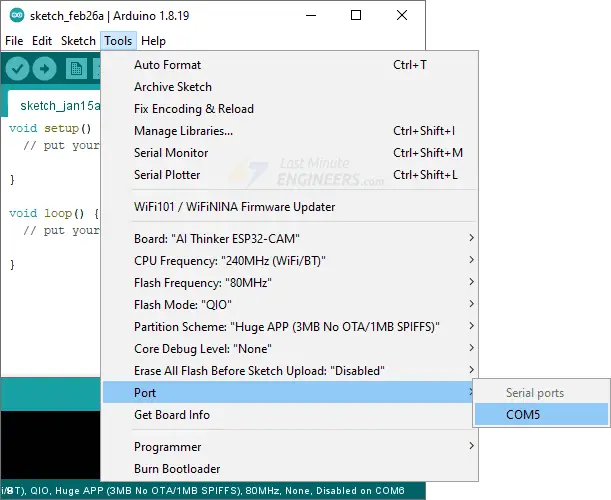 sketch_feb26a | Arduino 1.8.19
File Edit Sketch Tools Help
Auto Format Ctrl+T
Archive Sketch
Fix Encoding & Reload
Manage Libraries... Ctrl+Shift+I
Serial Monitor Ctrl+Shift+M
Serial Plotter Ctrl+Shift+L
WiFi101 / WiFiNINA Firmware Updater
Board: "AI Thinker ESP32-CAM"
CPU Frequency: "240MHz (WiFi/BT)"
Flash Frequency: "80MHz"
Flash Mode: "QIO"
Partition Scheme: "Huge APP (3MB No OTA/1MB SPIFFS)"
Core Debug Level: "None"
Erase All Flash Before Sketch Upload: "Disabled"
Port
Get Board Info
Programmer
Burn Bootloader
Serial ports
COM5
sketch_jan15a
void setup()
// put your
}
void loop() {
// put your
}
Last Minute
ENGINEERS.com
/BT), QIO, Huge APP (3MB No OTA/1MB SPIFFS), 80MHz, None, Disabled on COM6